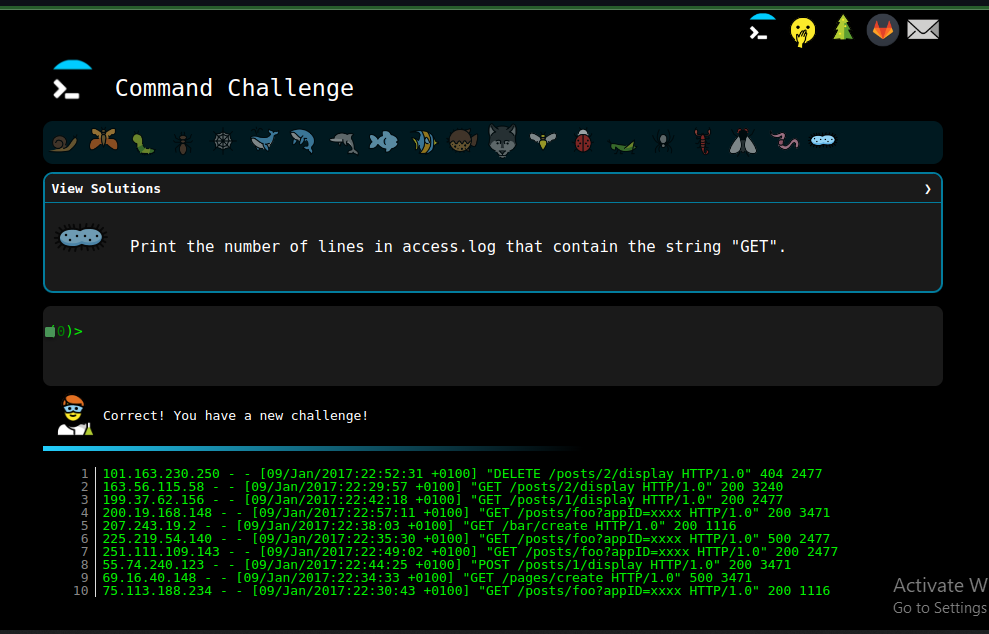 Command Challenge
View Solutions ❯
Print the number of lines in access.log that contain the string "GET".
0)>
Correct! You have a new challenge!
1 101.163.230.250 - - [09/Jan/2017:22:52:31 +0100] "DELETE /posts/2/display HTTP/1.0" 404 2477
2 163.56.115.58 - - [09/Jan/2017:22:29:57 +0100] "GET /posts/2/display HTTP/1.0" 200 3240
3 199.37.62.156 - - [09/Jan/2017:22:42:18 +0100] "GET /posts/1/display HTTP/1.0" 200 2477
4 200.19.168.148 - - [09/Jan/2017:22:57:11 +0100] "GET /posts/foo?appID=xxxx HTTP/1.0" 200 3471
5 207.243.19.2 - - [09/Jan/2017:22:38:03 +0100] "GET /bar/create HTTP/1.0" 200 1116
6 225.219.54.140 - - [09/Jan/2017:22:35:30 +0100] "GET /posts/foo?appID=xxxx HTTP/1.0" 500 2477
7 251.111.109.143 - - [09/Jan/2017:22:49:02 +0100] "GET /posts/foo?appID=xxxx HTTP/1.0" 200 2477
8 55.74.240.123 - - [09/Jan/2017:22:44:25 +0100] "POST /posts/1/display HTTP/1.0" 200 3471
9 69.16.40.148 - - [09/Jan/2017:22:34:33 +0100] "GET /pages/create HTTP/1.0" 500 3471
10 75.113.188.234 - - [09/Jan/2017:22:30:43 +0100] "GET /posts/foo?appID=xxxx HTTP/1.0" 200 1116
Activate W
Go to Settings